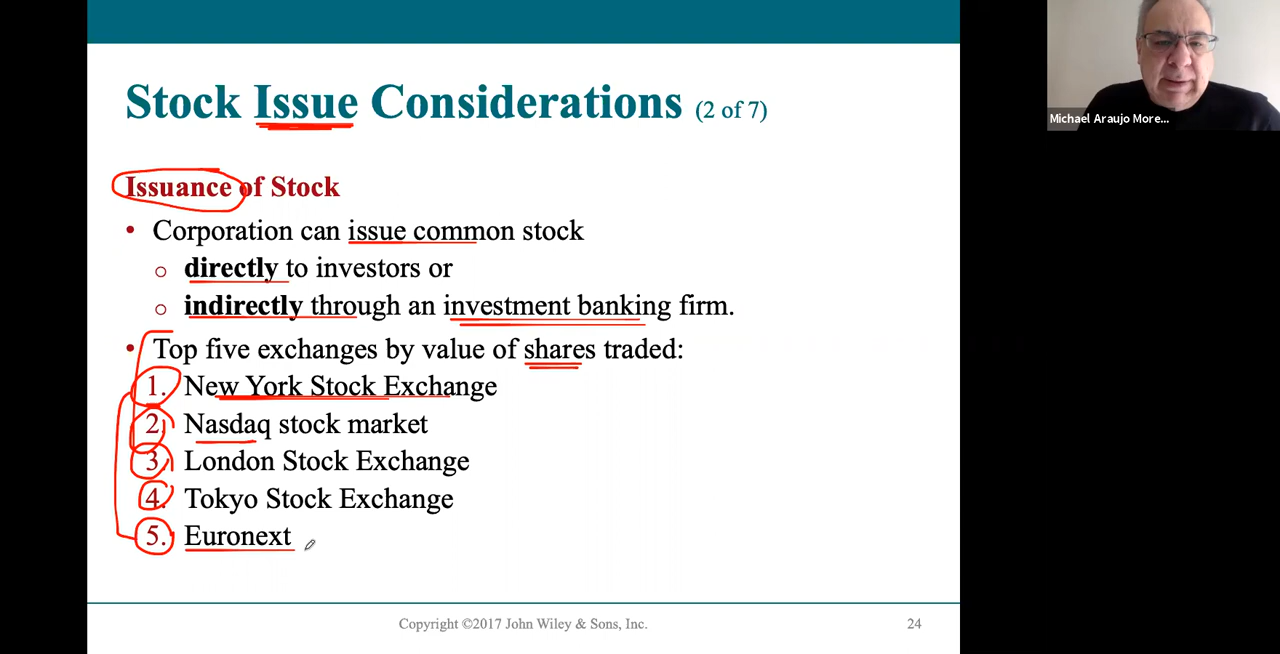 Stock Issue Considerations (2 of 7)
Issuance of Stock
• Corporation can issue common stock
o directly to investors or
o indirectly through an investment banking firm.
• Top five exchanges by value of shares traded:
1. New York Stock Exchange
2. Nasdaq stock market
3. London Stock Exchange
4. Tokyo Stock Exchange
5. Euronext
Copyright ©2017 John Wiley & Sons, Inc.
24
Michael Araujo More...